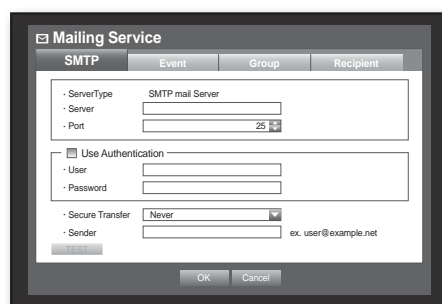 Mailing Service
SMTP Event Group Recipient
· ServerType SMTP mail Server
· Server
· Port 25
Use Authentication
· User
· Password
· Secure Transfer Never
· Sender ex. user@example.net
TEST
OK Cancel